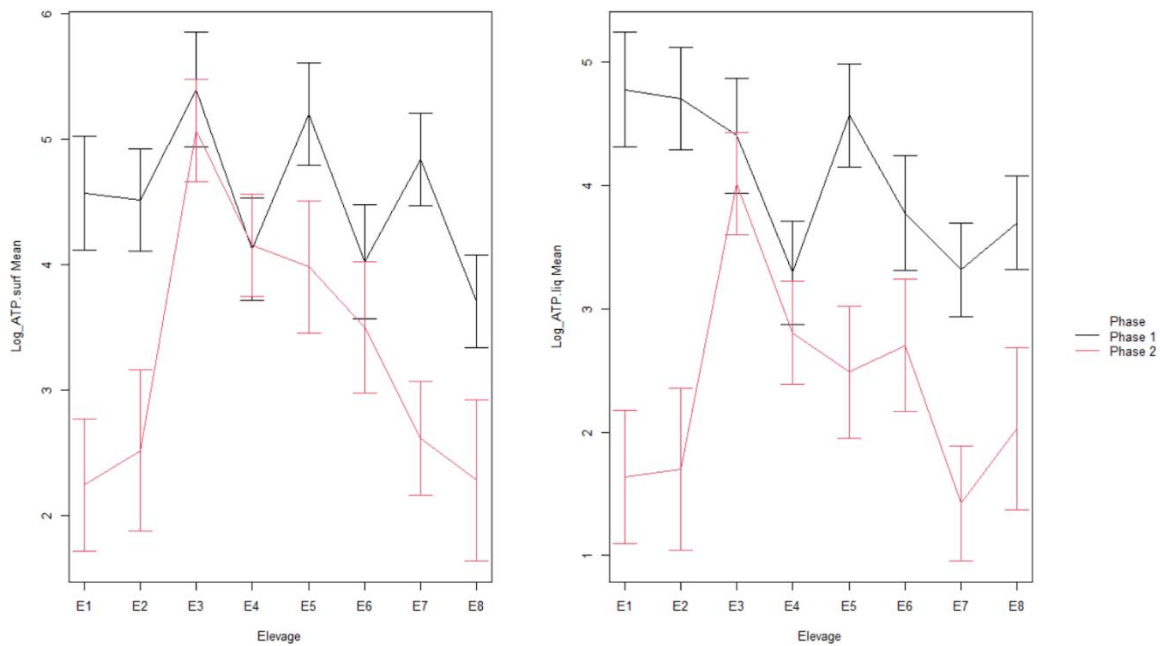 Log_ATP.surf Mean
6
5
4
3
2
E1 E2 E3 E4 E5 E6 E7 E8
Elevage
Log_ATP.liq Mean
5
4
3
2
1
E1 E2 E3 E4 E5 E6 E7 E8
Elevage
Phase
Phase 1
Phase 2